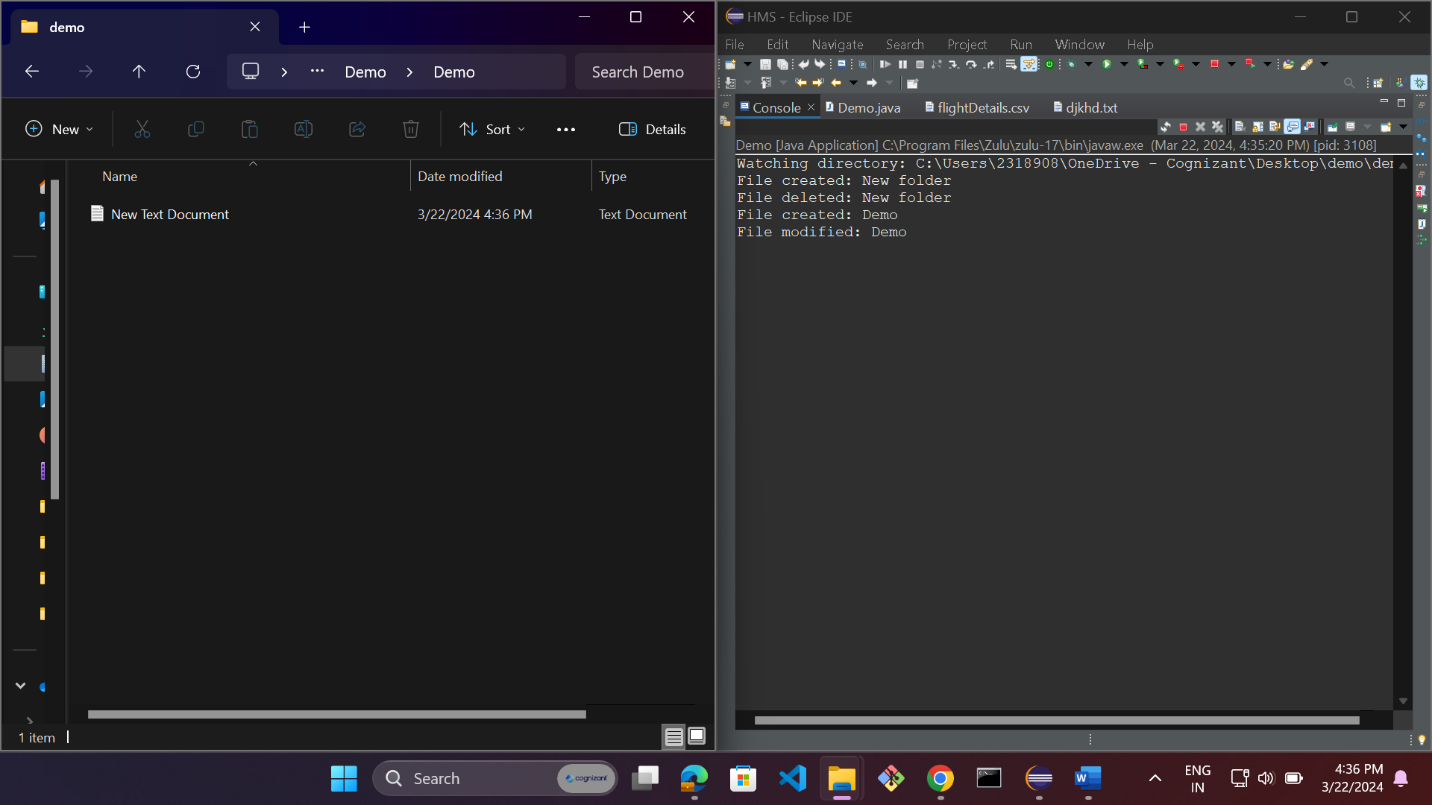 demo
Demo
Demo
Search Demo
New
Sort
Details
Name
Date modified
Type
New Text Document
3/22/2024 4:36 PM
Text Document
1 item
HMS - Eclipse IDE
File
Edit
Navigate
Search
Project
Run
Window
Help
Console
Demo.java
flightDetails.csv
djkhd.txt
Demo [Java Application] C:\Program Files\Zulu\zulu-17\bin\javaw.exe (Mar 22, 2024, 4:35:20 PM) [pid: 3108]
Watching directory: C:\Users\2318908\OneDrive - Cognizant\Desktop\demo\den
File created: New folder
File deleted: New folder
File created: Demo
File modified: Demo
Search
cognizant
ENG
IN
4:36 PM
3/22/2024